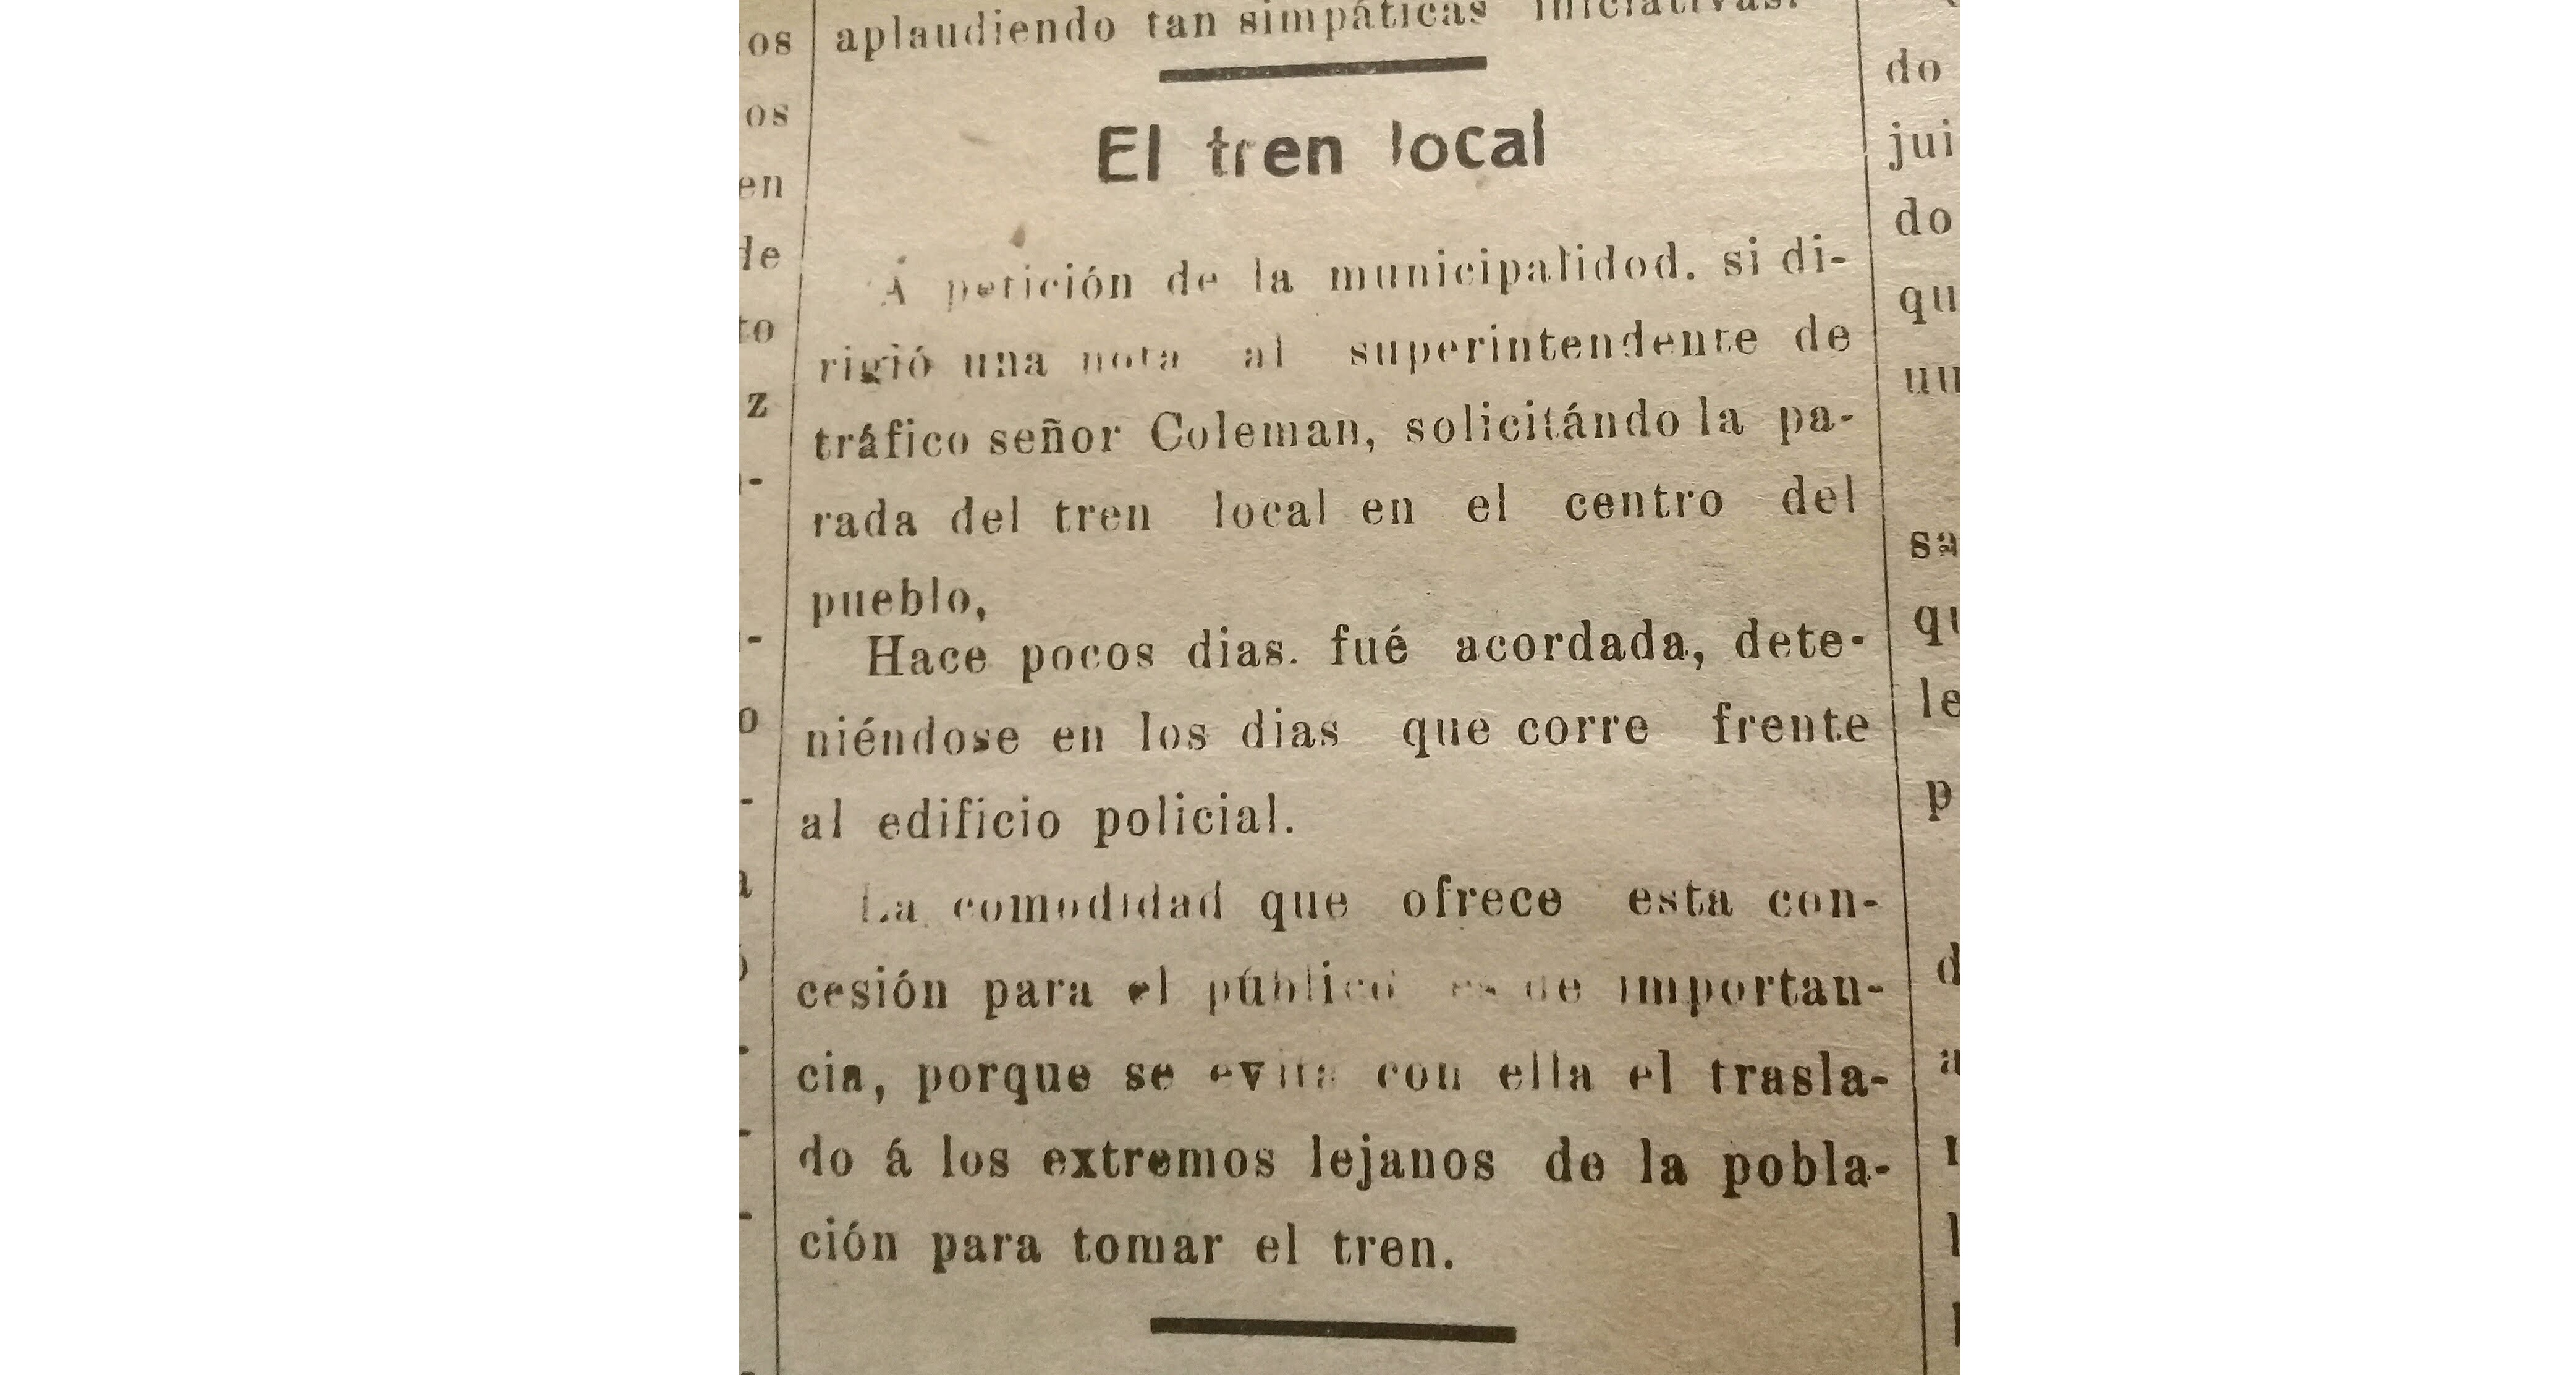 aplaudiendo tan simpáticas iniciativas.
El tren local
Á petición de la municipalidod. si di-
rigió una nota al superintendente de
tráfico señor Coleman, solicitándo la pa-
rada del tren local en el centro del
pueblo,
Hace pocos dias. fué acordada, dete-
niéndose en los dias que corre frente
al edificio policial.
La comodidad que ofrece esta con-
cesión para el público es de importan-
cia, porque se evita con ella el trasla-
do á los extremos lejanos de la pobla-
ción para tomar el tren.